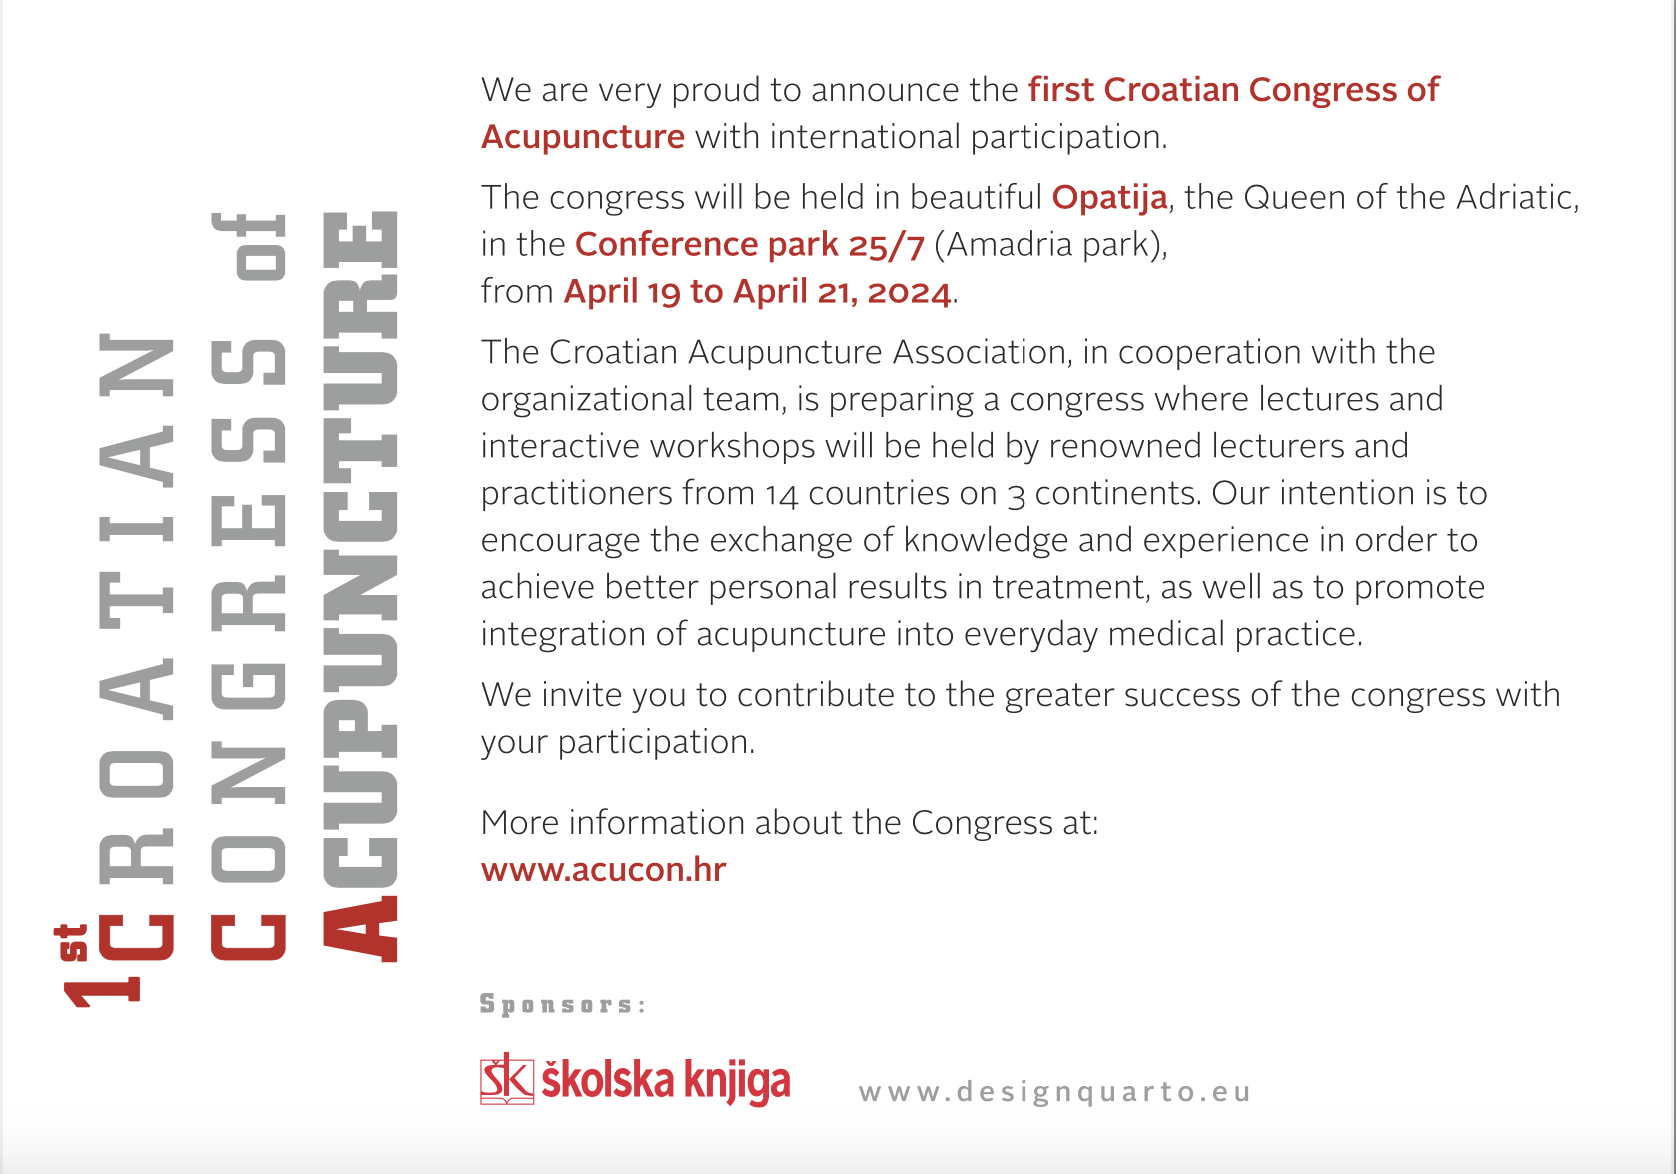 1st CROATIAN
CONGRESS of
ACUPUNCTURE
We are very proud to announce the first Croatian Congress of
Acupuncture with international participation.
The congress will be held in beautiful Opatija, the Queen of the Adriatic,
in the Conference park 25/7 (Amadria park),
from April 19 to April 21, 2024.
The Croatian Acupuncture Association, in cooperation with the
organizational team, is preparing a congress where lectures and
interactive workshops will be held by renowned lecturers and
practitioners from 14 countries on 3 continents. Our intention is to
encourage the exchange of knowledge and experience in order to
achieve better personal results in treatment, as well as to promote
integration of acupuncture into everyday medical practice.
We invite you to contribute to the greater success of the congress with
your participation.
More information about the Congress at:
www.acucon.hr
Sponsors:
ŠK školska knjiga
www.designquarto.eu